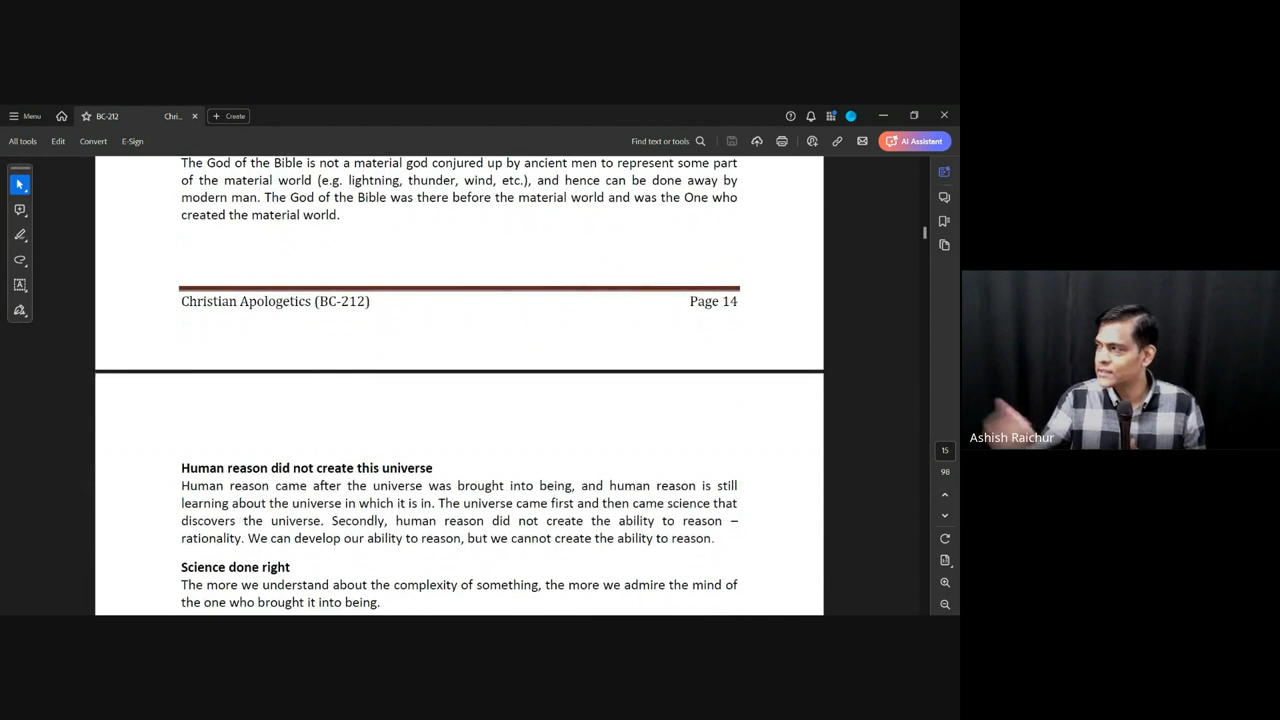 Menu
BC-212 Chri...
Create
All tools Edit Convert E-Sign
Find text or tools
AI Assistant
The God of the Bible is not a material god conjured up by ancient men to represent some part
of the material world (e.g. lightning, thunder, wind, etc.), and hence can be done away by
modern man. The God of the Bible was there before the material world and was the One who
created the material world.
Christian Apologetics (BC-212) Page 14
Human reason did not create this universe
Human reason came after the universe was brought into being, and human reason is still
learning about the universe in which it is in. The universe came first and then came science that
discovers the universe. Secondly, human reason did not create the ability to reason –
rationality. We can develop our ability to reason, but we cannot create the ability to reason.
Science done right
The more we understand about the complexity of something, the more we admire the mind of
the one who brought it into being.
15
98
Ashish Raichur